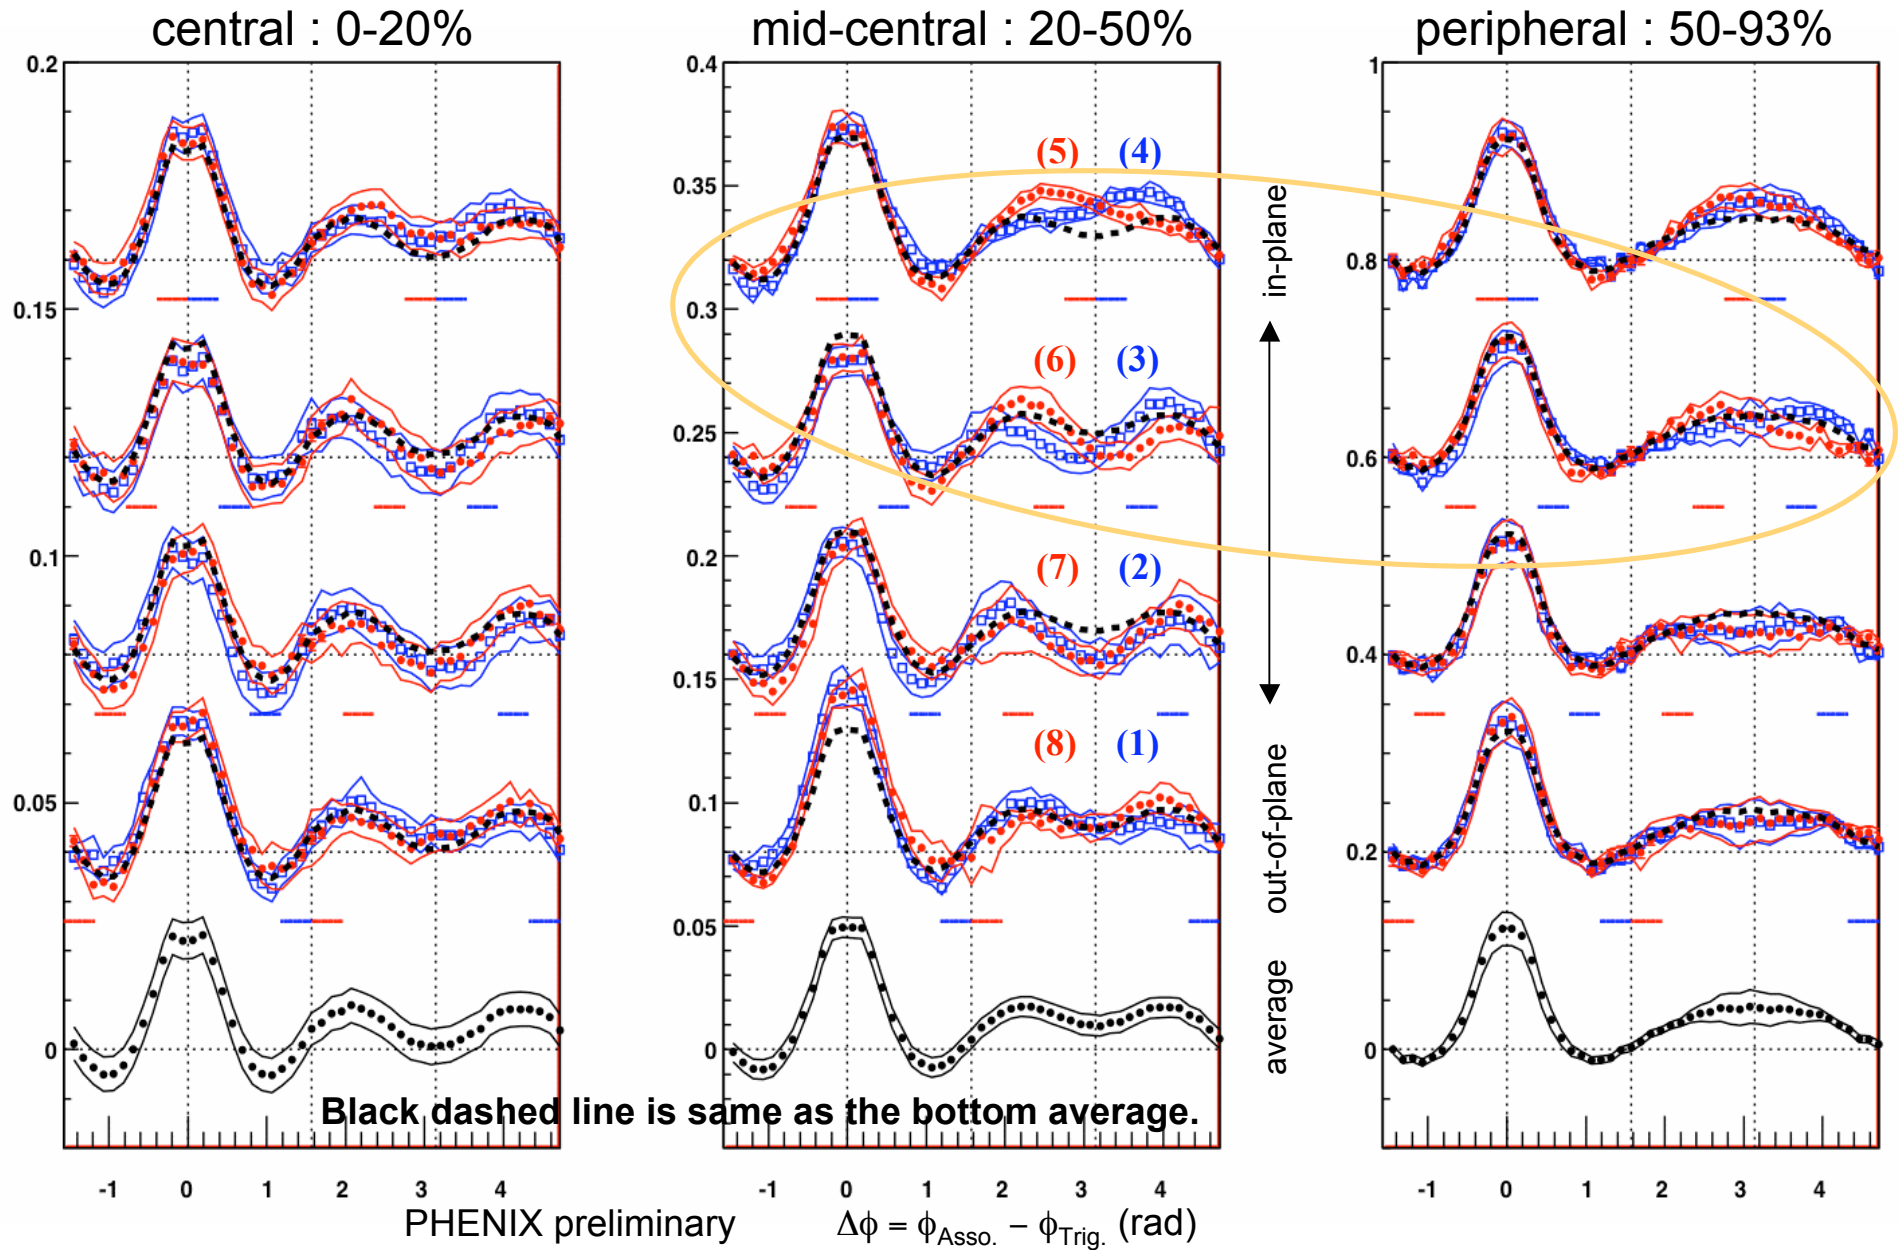 central : 0-20%
mid-central : 20-50%
peripheral : 50-93%
0.2
0.15
0.1
0.05
0
0.4
0.35
0.3
0.25
0.2
0.15
0.1
0.05
0
1
0.8
0.6
0.4
0.2
0
(5) (4)
(6) (3)
(7) (2)
(8) (1)
in-plane
out-of-plane
average
Black dashed line is same as the bottom average.
-1 0 1 2 3 4
-1 0 1 2 3 4
-1 0 1 2 3 4
PHENIX preliminary
Δϕ = ϕAsso. − ϕTrig. (rad)